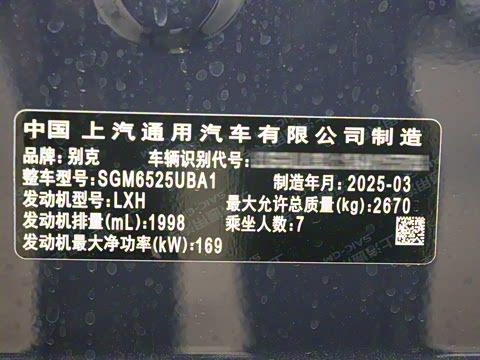 中国 上汽通用汽车有限公司制造
品牌:别克 车辆识别代号:
整车型号:SGM6525UBA1 制造年月:2025-03
发动机型号:LXH 最大允许总质量(kg):2670
发动机排量(mL):1998 乘坐人数:7
发动机最大净功率(kW):169